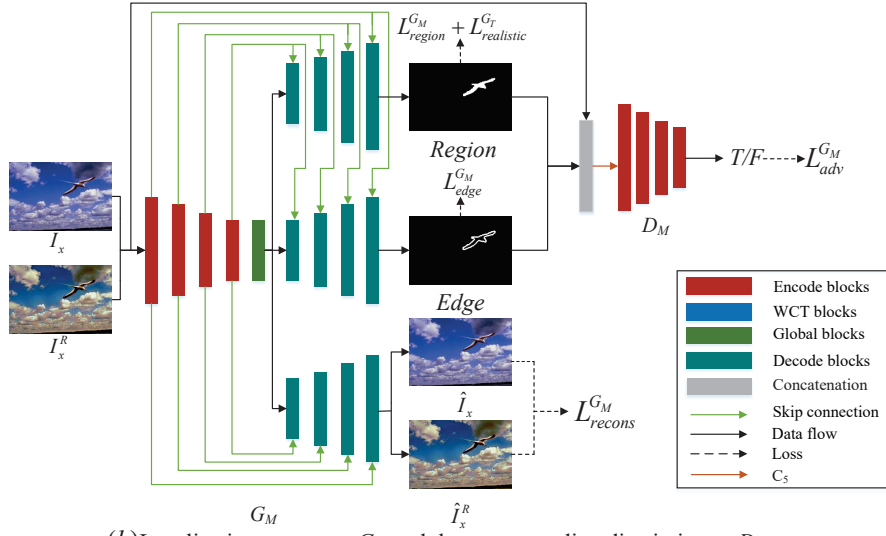 L_{region}^{G_M} + L_{realistic}^{G_T}
Region
L_{edge}^{G_M}
Edge
I_x
I_x^R
Î_x
Î_x^R
L_{recons}^{G_M}
G_M
D_M
T/F
L_{adv}^{G_M}
Encode blocks
WCT blocks
Global blocks
Decode blocks
Concatenation
Skip connection
Data flow
Loss
C_5